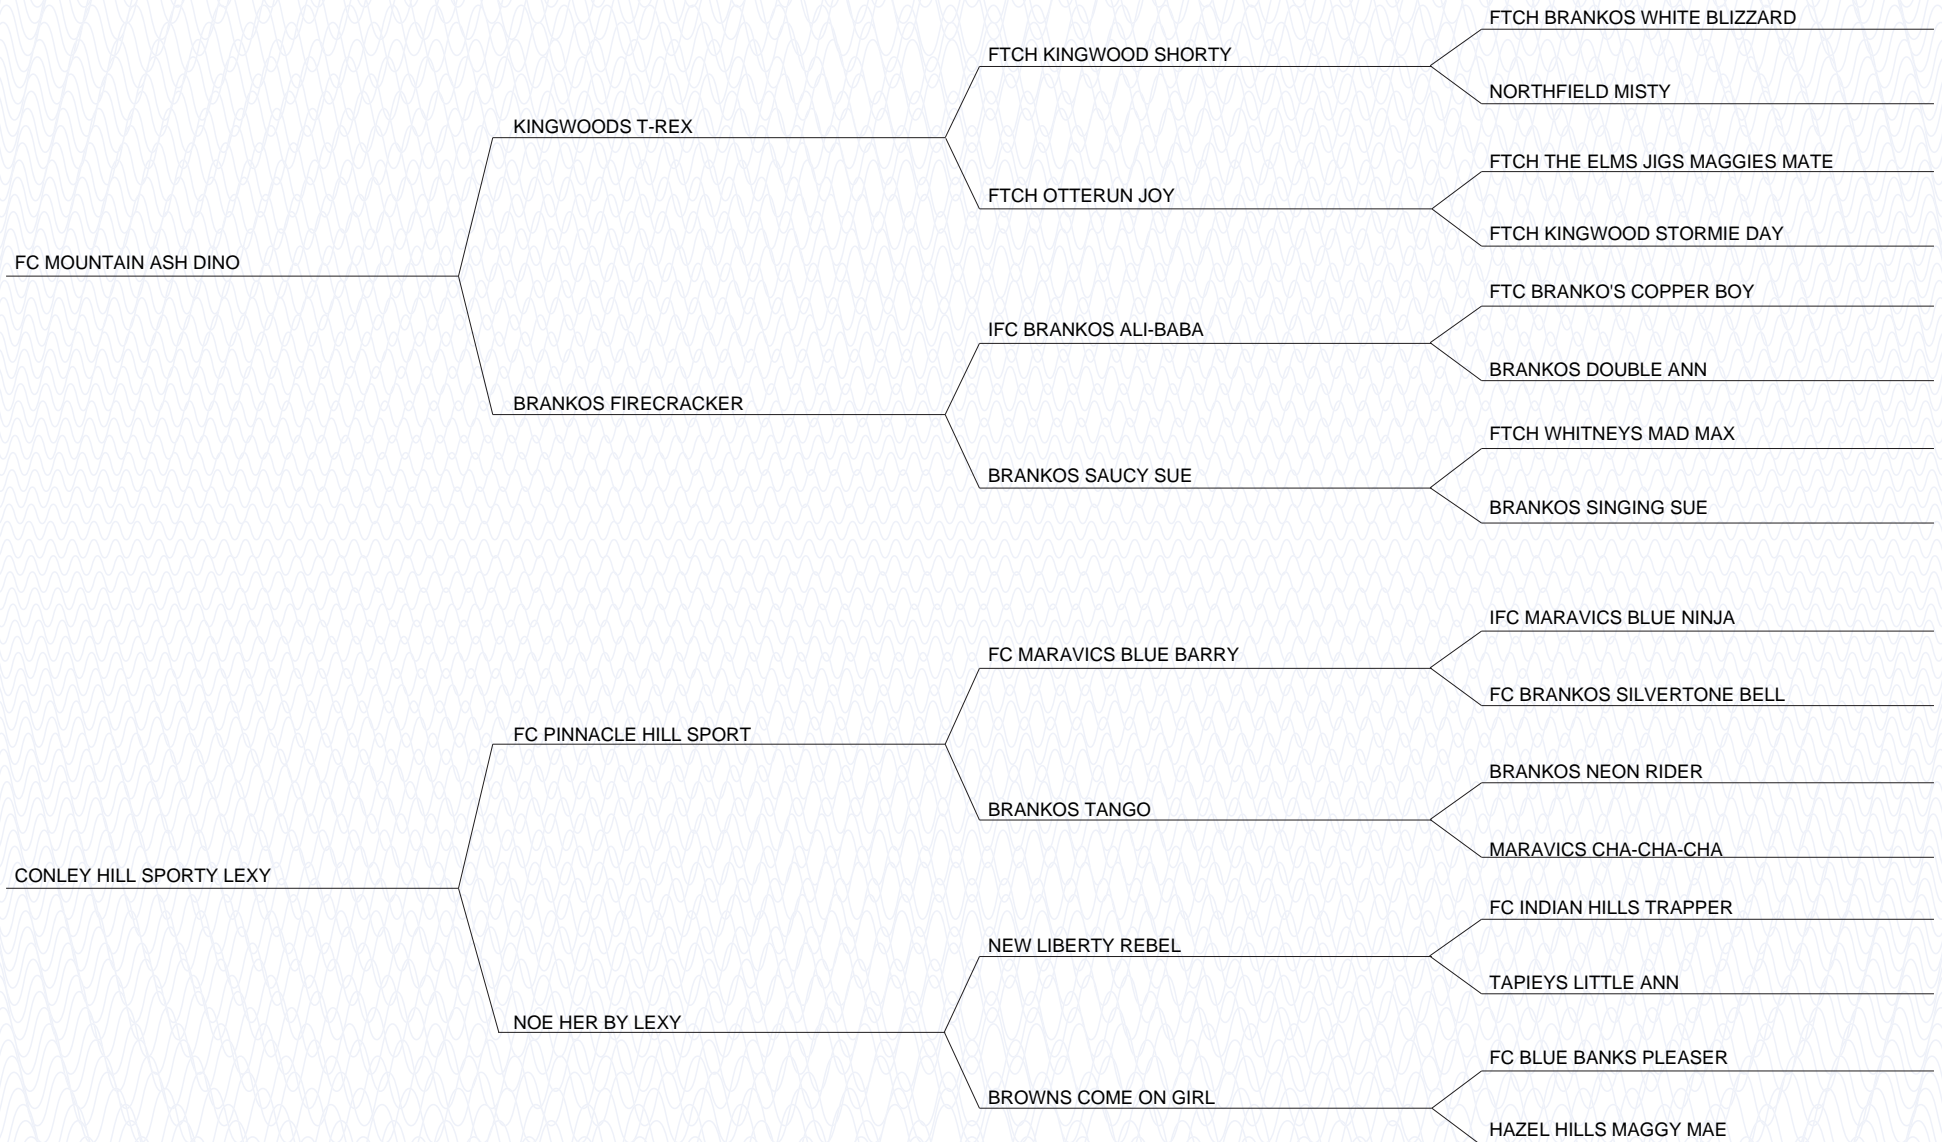 FTCH BRANKOS WHITE BLIZZARD
FTCH KINGWOOD SHORTY
NORTHFIELD MISTY
KINGWOODS T-REX
FTCH THE ELMS JIGS MAGGIES MATE
FTCH OTTERUN JOY
FTCH KINGWOOD STORMIE DAY
FC MOUNTAIN ASH DINO
FTC BRANKO'S COPPER BOY
IFC BRANKOS ALI-BABA
BRANKOS DOUBLE ANN
BRANKOS FIRECRACKER
FTCH WHITNEYS MAD MAX
BRANKOS SAUCY SUE
BRANKOS SINGING SUE
IFC MARAVICS BLUE NINJA
FC MARAVICS BLUE BARRY
FC BRANKOS SILVERTONE BELL
FC PINNACLE HILL SPORT
BRANKOS NEON RIDER
BRANKOS TANGO
MARAVICS CHA-CHA-CHA
CONLEY HILL SPORTY LEXY
FC INDIAN HILLS TRAPPER
NEW LIBERTY REBEL
TAPIEYS LITTLE ANN
NOE HER BY LEXY
FC BLUE BANKS PLEASER
BROWNS COME ON GIRL
HAZEL HILLS MAGGY MAE